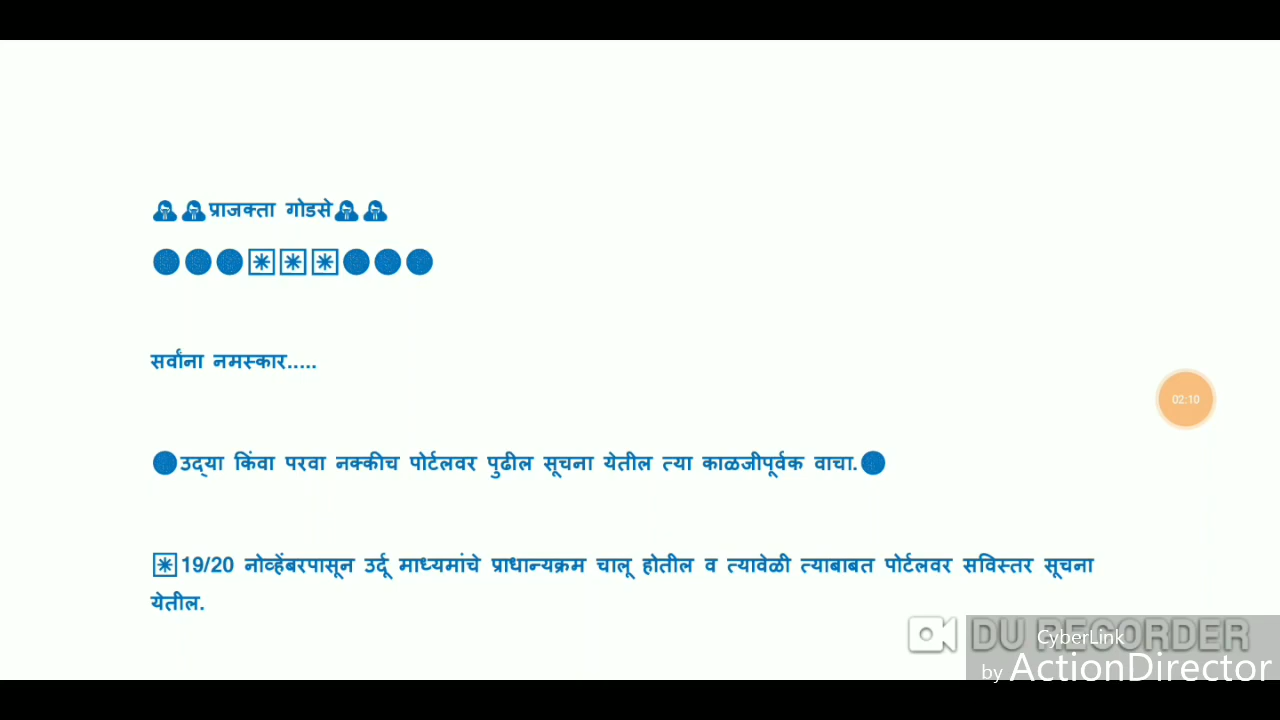 प्राजक्ता गोडसे
सर्वांना नमस्कार.....
उद्या किंवा परवा नक्कीच पोर्टलवर पुढील सूचना येतील त्या काळजीपूर्वक वाचा.
02:10
19/20 नोव्हेंबरपासून उर्दू माध्यमांचे प्राधान्यक्रम चालू होतील व त्यावेळी त्याबाबत पोर्टलवर सविस्तर सूचना
येतील.
DU RECORDER
CyberLink
by ActionDirector